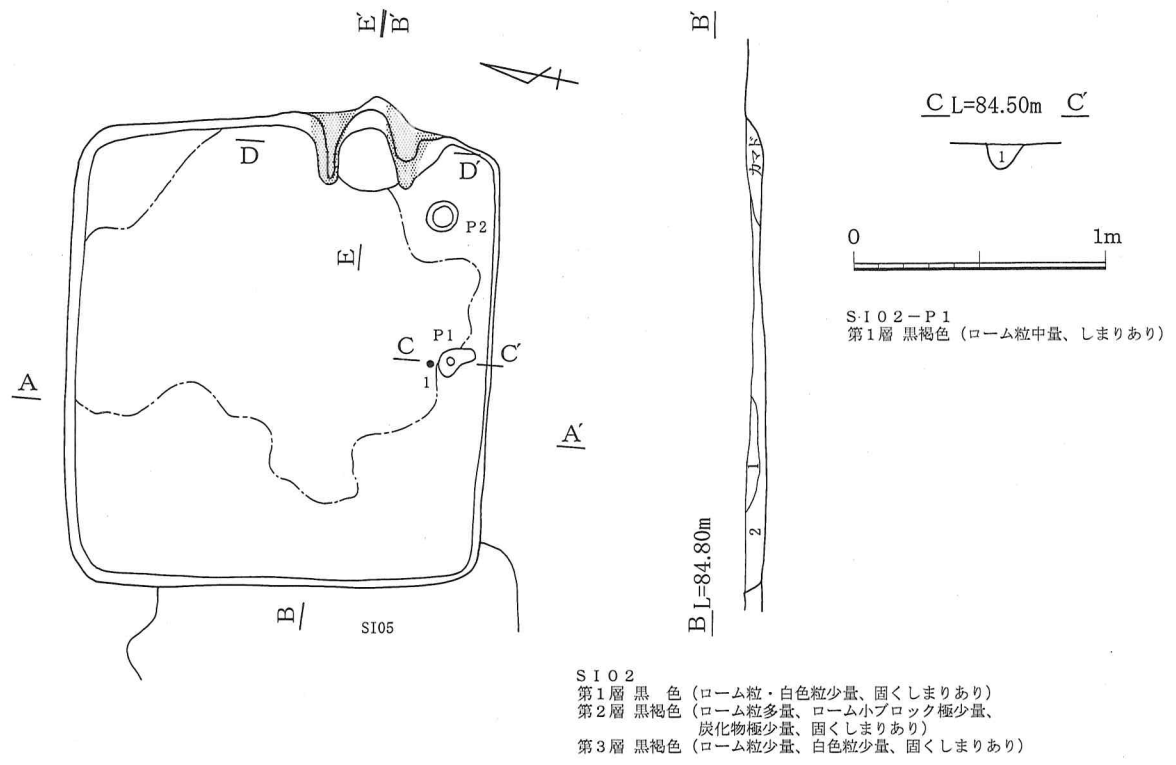 E′ B′
B′
C L=84.50m C′
D
D′
カマド
1
P2
0 1m
E
SI02-P1
第1層 黒褐色(ローム粒中量、しまりあり)
P1
C C′
1
A
A′
1
2
B L=84.80m
B
SI05
SI02
第1層 黒 色(ローム粒・白色粒少量、固くしまりあり)
第2層 黒褐色(ローム粒多量、ローム小ブロック極少量、
炭化物極少量、固くしまりあり)
第3層 黒褐色(ローム粒少量、白色粒少量、固くしまりあり)